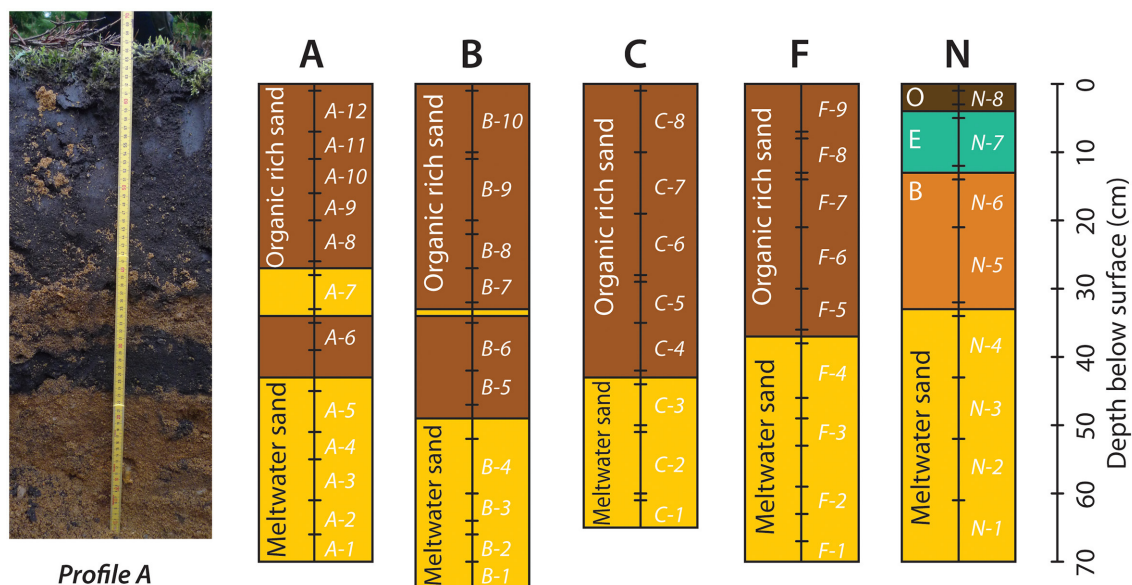 A
B
C
F
N
Organic rich sand
A-12
A-11
A-10
A-9
A-8
A-7
A-6
Meltwater sand
A-5
A-4
A-3
A-2
A-1
Organic rich sand
B-10
B-9
B-8
B-7
B-6
B-5
Meltwater sand
B-4
B-3
B-2
B-1
Organic rich sand
C-8
C-7
C-6
C-5
C-4
Meltwater sand
C-3
C-2
C-1
Organic rich sand
F-9
F-8
F-7
F-6
F-5
Meltwater sand
F-4
F-3
F-2
F-1
O
N-8
E
N-7
B
N-6
N-5
Meltwater sand
N-4
N-3
N-2
N-1
0
10
20
30
40
50
60
70
Depth below surface (cm)
Profile A